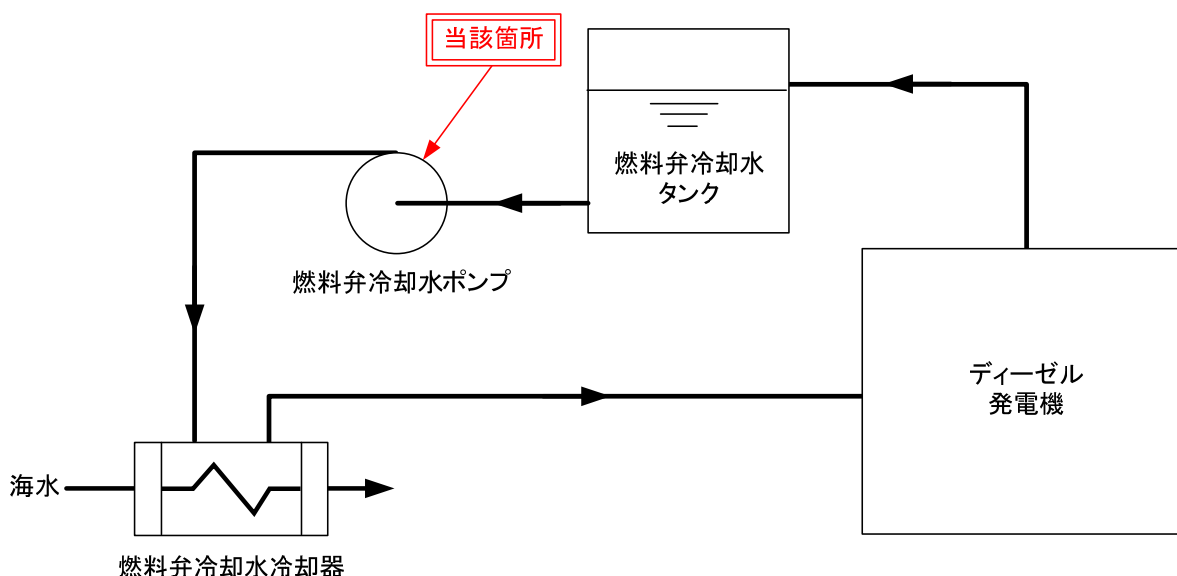 当該箇所
燃料弁冷却水
タンク
燃料弁冷却水ポンプ
ディーゼル
発電機
海水
燃料弁冷却水冷却器